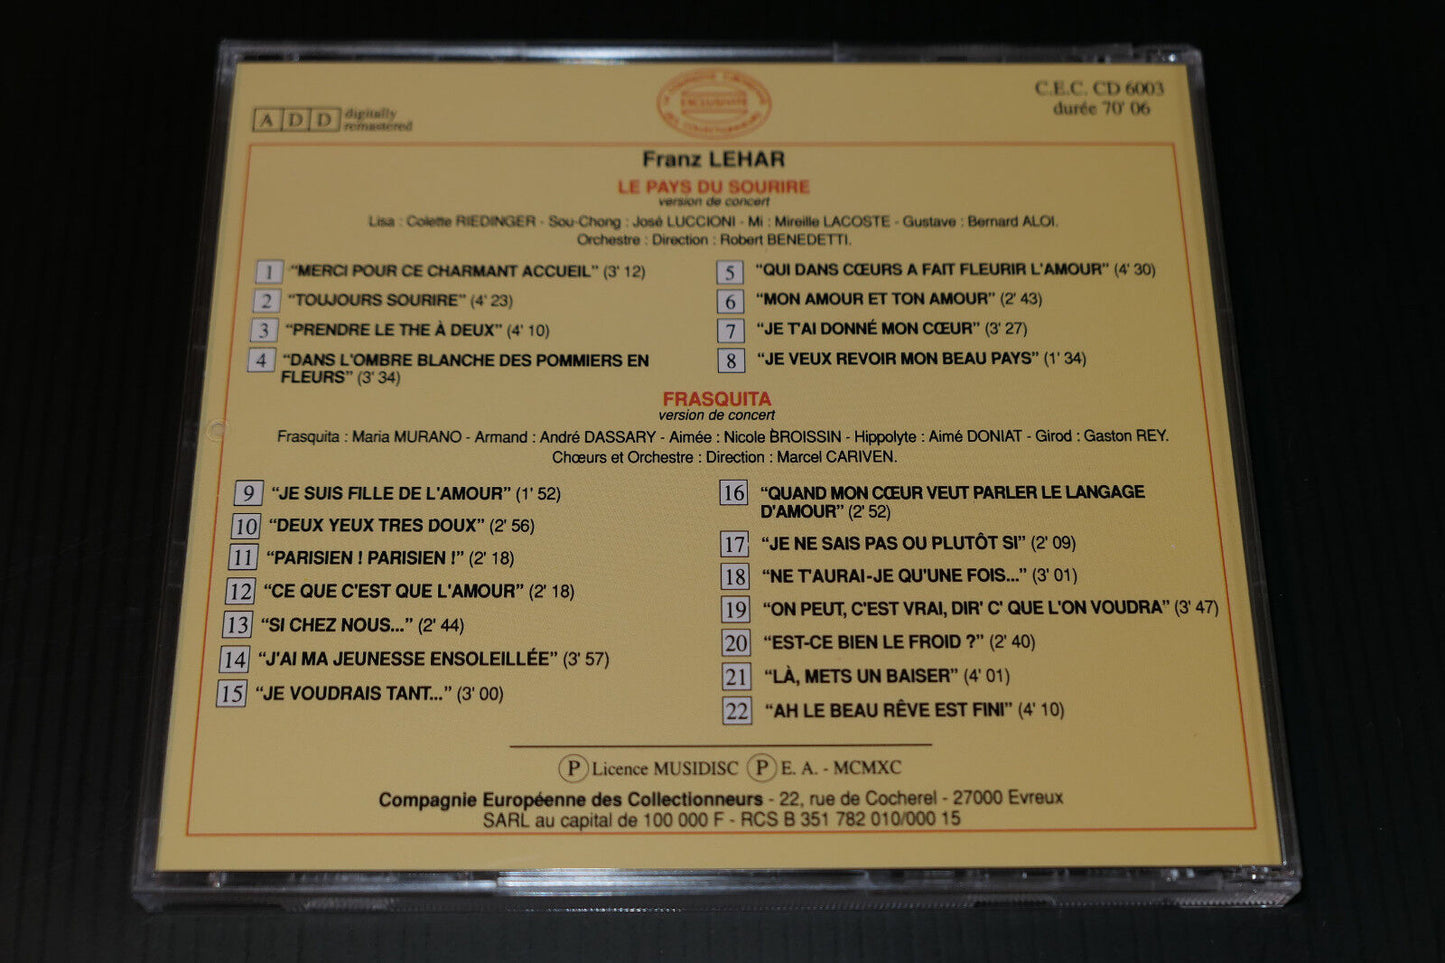 A D D digitally
remastered
EXCLUSIVITÉ
C.E.C. CD 6003
durée 70' 06
Franz LEHAR
LE PAYS DU SOURIRE
version de concert
Lisa : Colette RIEDINGER - Sou-Chong : José LUCCIONI - Mi : Mireille LACOSTE - Gustave : Bernard ALOI.
Orchestre : Direction : Robert BENEDETTI.
1 "MERCI POUR CE CHARMANT ACCUEIL" (3' 12)
2 "TOUJOURS SOURIRE" (4' 23)
3 "PRENDRE LE THE À DEUX" (4' 10)
4 "DANS L'OMBRE BLANCHE DES POMMIERS EN
FLEURS" (3' 34)
5 "QUI DANS CŒURS A FAIT FLEURIR L'AMOUR" (4' 30)
6 "MON AMOUR ET TON AMOUR" (2' 43)
7 "JE T'AI DONNÉ MON CŒUR" (3' 27)
8 "JE VEUX REVOIR MON BEAU PAYS" (1' 34)
FRASQUITA
version de concert
Frasquita : Maria MURANO - Armand : André DASSARY - Aimée : Nicole BROISSIN - Hippolyte : Aimé DONIAT - Girod : Gaston REY.
Chœurs et Orchestre : Direction : Marcel CARIVEN.
9 "JE SUIS FILLE DE L'AMOUR" (1' 52)
10 "DEUX YEUX TRES DOUX" (2' 56)
11 "PARISIEN ! PARISIEN !" (2' 18)
12 "CE QUE C'EST QUE L'AMOUR" (2' 18)
13 "SI CHEZ NOUS..." (2' 44)
14 "J'AI MA JEUNESSE ENSOLEILLÉE" (3' 57)
15 "JE VOUDRAIS TANT..." (3' 00)
16 "QUAND MON CŒUR VEUT PARLER LE LANGAGE
D'AMOUR" (2' 52)
17 "JE NE SAIS PAS OU PLUTÔT SI" (2' 09)
18 "NE T'AURAI-JE QU'UNE FOIS..." (3' 01)
19 "ON PEUT, C'EST VRAI, DIR' C' QUE L'ON VOUDRA" (3' 47)
20 "EST-CE BIEN LE FROID ?" (2' 40)
21 "LÀ, METS UN BAISER" (4' 01)
22 "AH LE BEAU RÊVE EST FINI" (4' 10)
Ⓟ Licence MUSIDISC Ⓟ E. A. - MCMXC
Compagnie Européenne des Collectionneurs - 22, rue de Cocherel - 27000 Evreux
SARL au capital de 100 000 F - RCS B 351 782 010/000 15